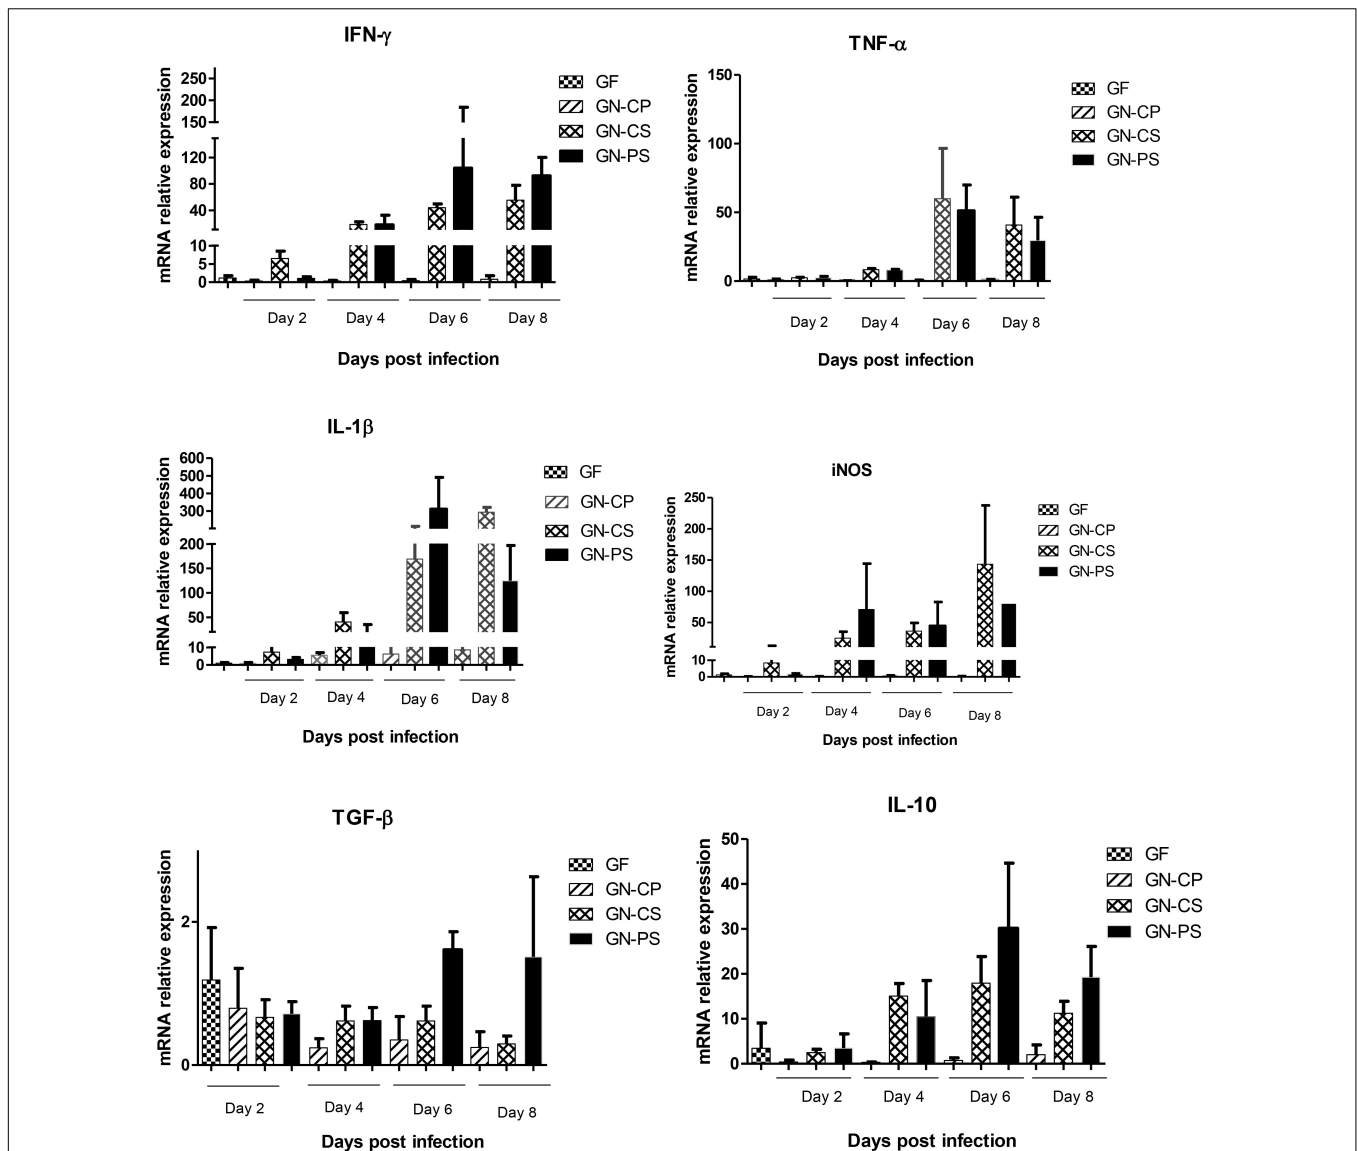 IFN-γ
mRNA relative expression
250
200
150
120
80
40
10
5
0
GF
GN-CP
GN-CS
GN-PS
Day 2 Day 4 Day 6 Day 8
Days post infection
TNF-α
mRNA relative expression
150
100
50
0
GF
GN-CP
GN-CS
GN-PS
Day 2 Day 4 Day 6 Day 8
Days post infection
IL-1β
mRNA relative expression
600
500
400
300
200
150
100
50
10
0
GF
GN-CP
GN-CS
GN-PS
Day 2 Day 4 Day 6 Day 8
Days post infection
iNOS
mRNA relative expression
250
200
150
100
50
10
0
GF
GN-CP
GN-CS
GN-PS
Day 2 Day 4 Day 6 Day 8
Days post infection
TGF-β
mRNA relative expression
2
0
GF
GN-CP
GN-CS
GN-PS
Day 2 Day 4 Day 6 Day 8
Days post infection
IL-10
mRNA relative expression
50
40
30
20
10
0
GF
GN-CP
GN-CS
GN-PS
Day 2 Day 4 Day 6 Day 8
Days post infection